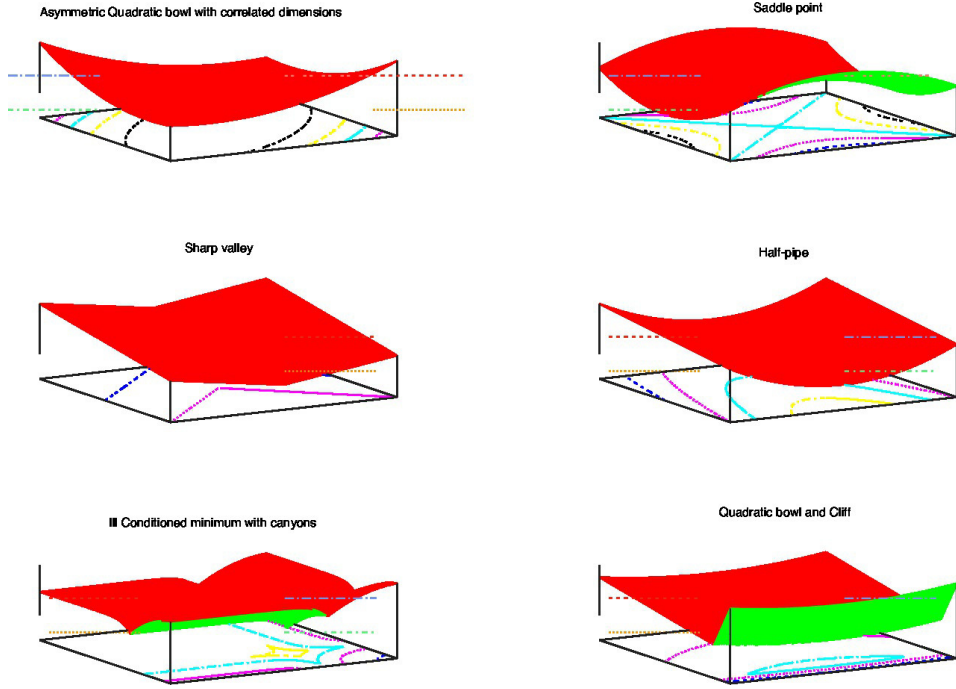 Asymmetric Quadratic bowl with correlated dimensions
Saddle point
Sharp valley
Half-pipe
Ill Conditioned minimum with canyons
Quadratic bowl and Cliff